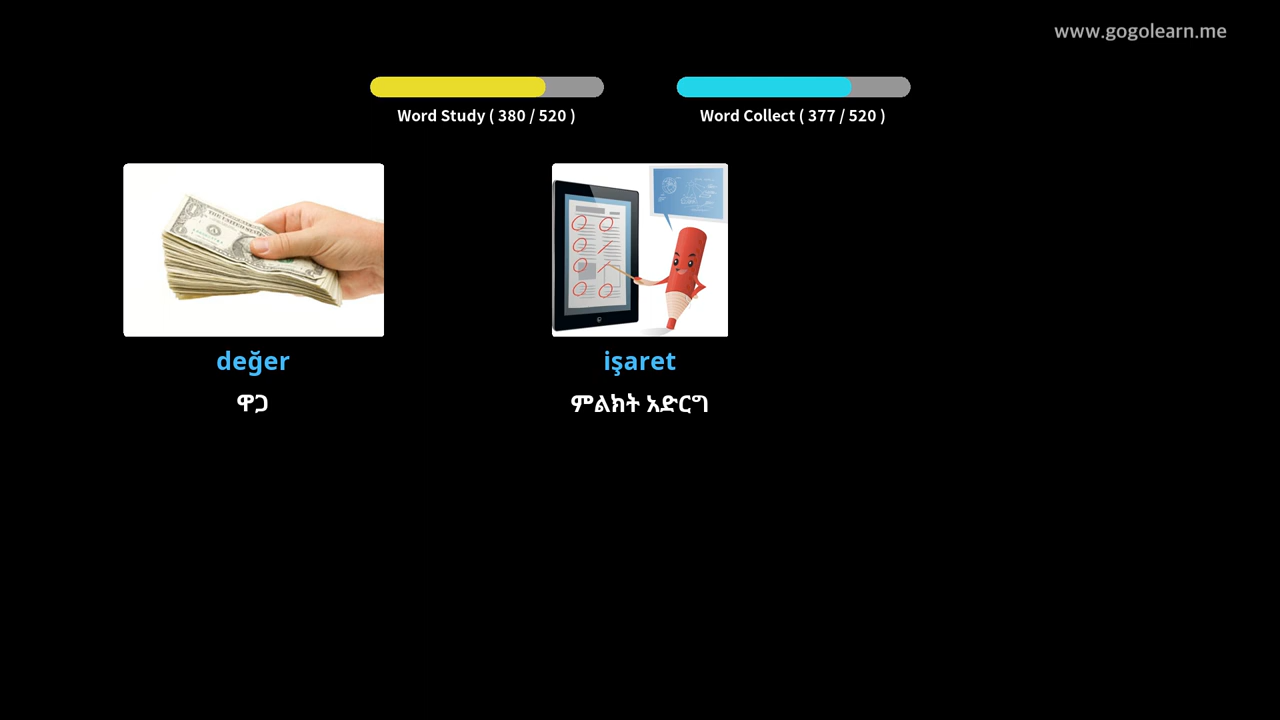 www.gogolearn.me
Word Study ( 380 / 520 )
Word Collect ( 377 / 520 )
değer
işaret
ዋጋ
ምልክት አድርግ